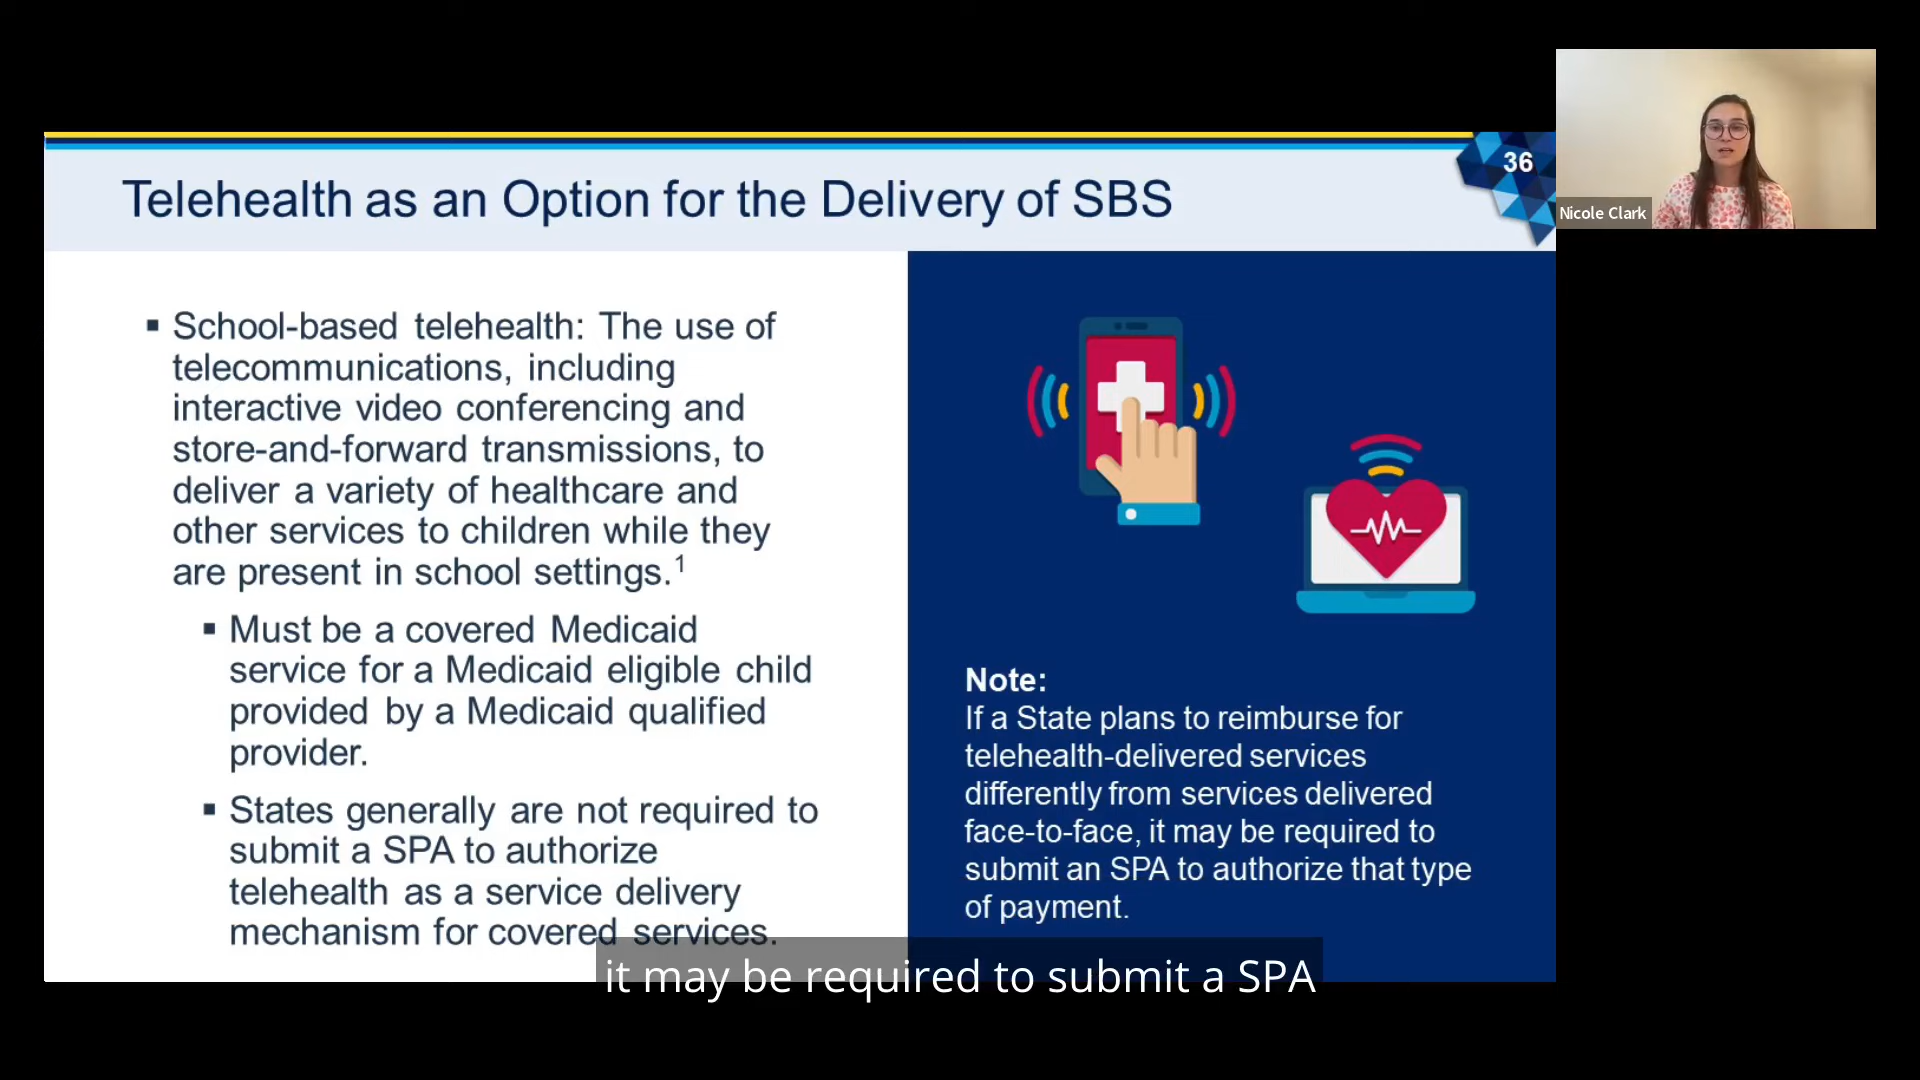 Telehealth as an Option for the Delivery of SBS
36
Nicole Clark
▪ School-based telehealth: The use of
telecommunications, including
interactive video conferencing and
store-and-forward transmissions, to
deliver a variety of healthcare and
other services to children while they
are present in school settings.¹
▪ Must be a covered Medicaid
service for a Medicaid eligible child
provided by a Medicaid qualified
provider.
▪ States generally are not required to
submit a SPA to authorize
telehealth as a service delivery
mechanism for covered services.
Note:
If a State plans to reimburse for
telehealth-delivered services
differently from services delivered
face-to-face, it may be required to
submit an SPA to authorize that type
of payment.
it may be required to submit a SPA